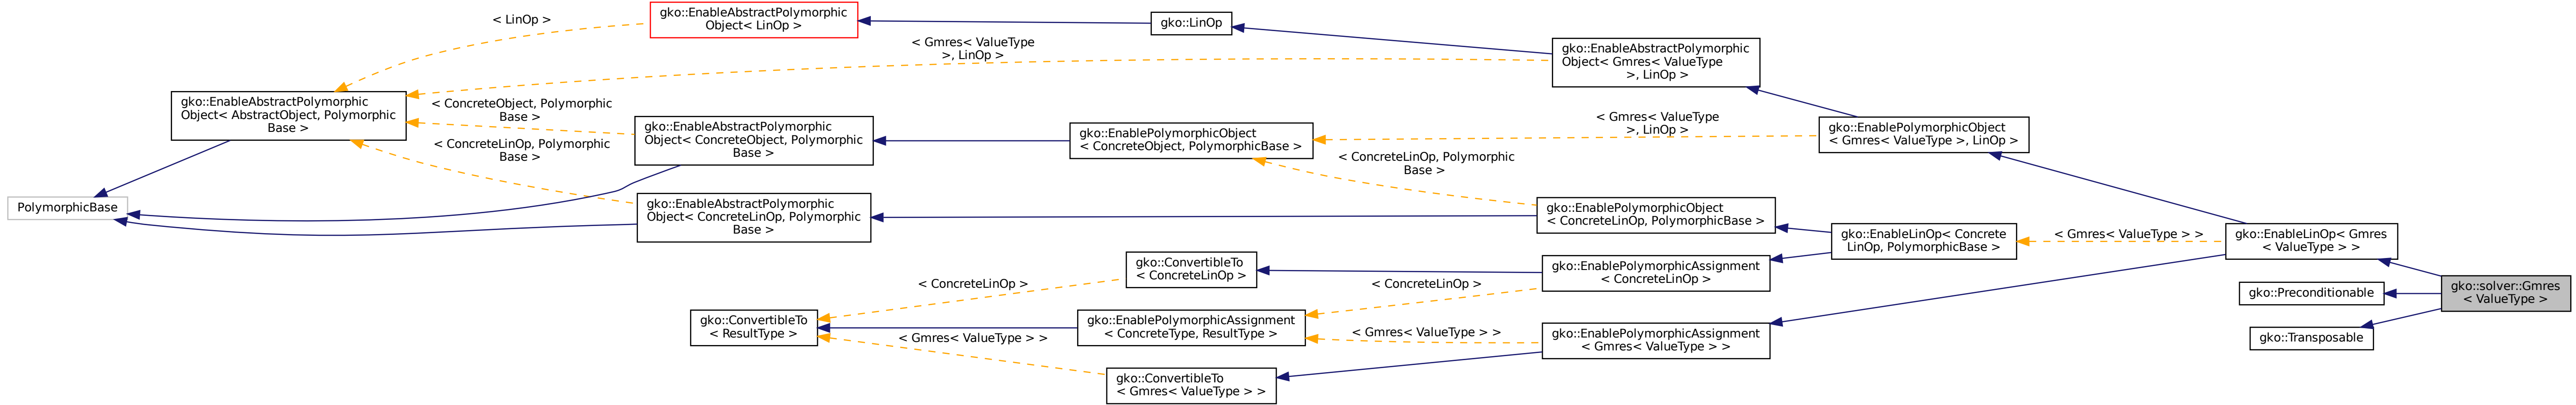 gko::EnableAbstractPolymorphic
Object< LinOp >
< LinOp >
gko::LinOp
< Gmres< ValueType
>, LinOp >
gko::EnableAbstractPolymorphic
Object< Gmres< ValueType
>, LinOp >
gko::EnableAbstractPolymorphic
Object< AbstractObject, Polymorphic
Base >
< ConcreteObject, Polymorphic
Base >
gko::EnableAbstractPolymorphic
Object< ConcreteObject, Polymorphic
Base >
gko::EnablePolymorphicObject
< ConcreteObject, PolymorphicBase >
< Gmres< ValueType
>, LinOp >
gko::EnablePolymorphicObject
< Gmres< ValueType >, LinOp >
< ConcreteLinOp, Polymorphic
Base >
< ConcreteLinOp, Polymorphic
Base >
PolymorphicBase
gko::EnableAbstractPolymorphic
Object< ConcreteLinOp, Polymorphic
Base >
gko::EnablePolymorphicObject
< ConcreteLinOp, PolymorphicBase >
gko::EnableLinOp< Concrete
LinOp, PolymorphicBase >
< Gmres< ValueType > >
gko::EnableLinOp< Gmres
< ValueType > >
gko::ConvertibleTo
< ConcreteLinOp >
gko::EnablePolymorphicAssignment
< ConcreteLinOp >
< ConcreteLinOp >
< ConcreteLinOp >
gko::Preconditionable
gko::solver::Gmres
< ValueType >
gko::ConvertibleTo
< ResultType >
gko::EnablePolymorphicAssignment
< ConcreteType, ResultType >
< Gmres< ValueType > >
< Gmres< ValueType > >
gko::EnablePolymorphicAssignment
< Gmres< ValueType > >
gko::Transposable
gko::ConvertibleTo
< Gmres< ValueType > >